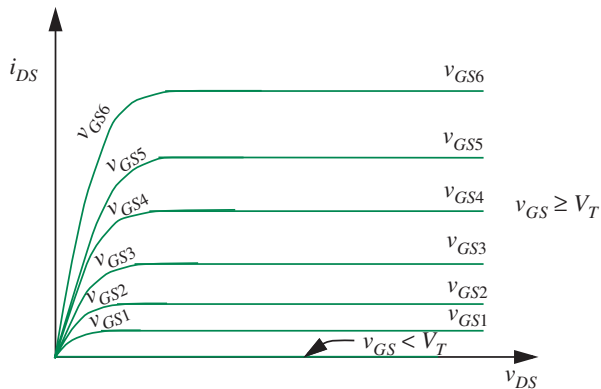 i_DS
v_GS6
v_GS6
v_GS5
v_GS5
v_GS4
v_GS4
v_GS ≥ V_T
v_GS3
v_GS3
v_GS2
v_GS2
v_GS1
v_GS1
v_GS < V_T
v_DS